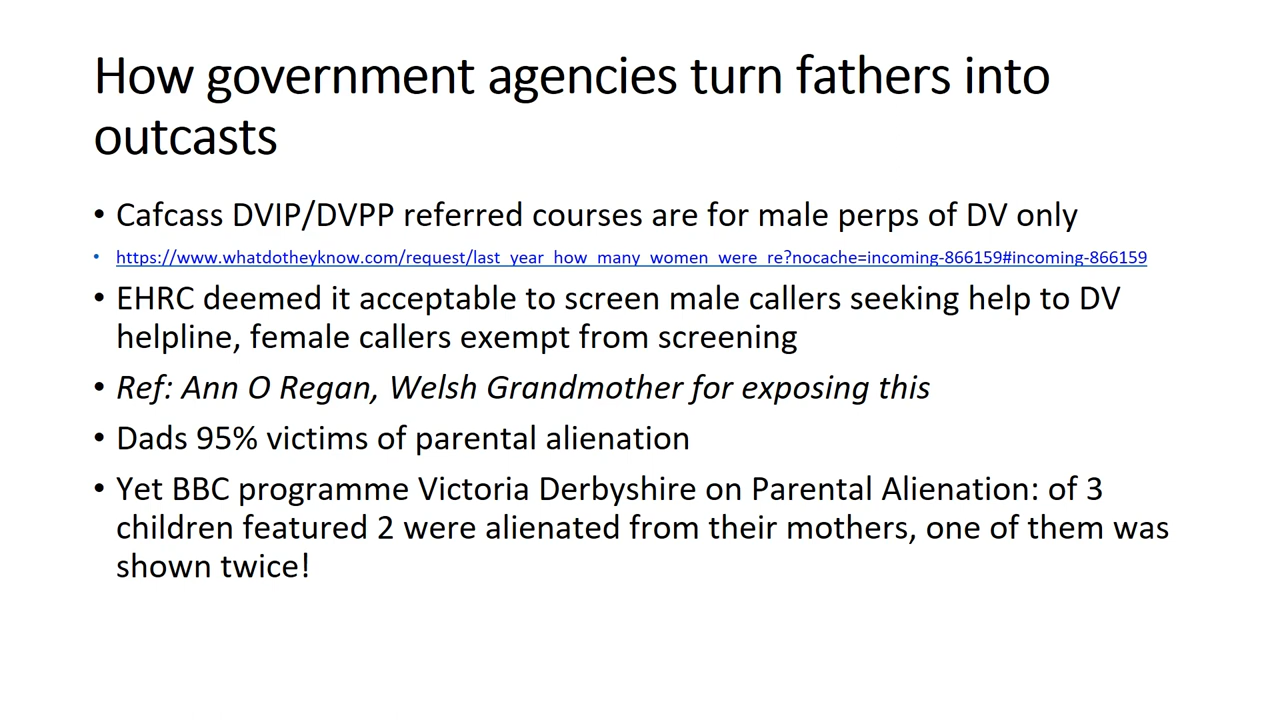 How government agencies turn fathers into
outcasts
• Cafcass DVIP/DVPP referred courses are for male perps of DV only
• https://www.whatdotheyknow.com/request/last_year_how_many_women_were_re?nocache=incoming-866159#incoming-866159
• EHRC deemed it acceptable to screen male callers seeking help to DV
helpline, female callers exempt from screening
• Ref: Ann O Regan, Welsh Grandmother for exposing this
• Dads 95% victims of parental alienation
• Yet BBC programme Victoria Derbyshire on Parental Alienation: of 3
children featured 2 were alienated from their mothers, one of them was
shown twice!